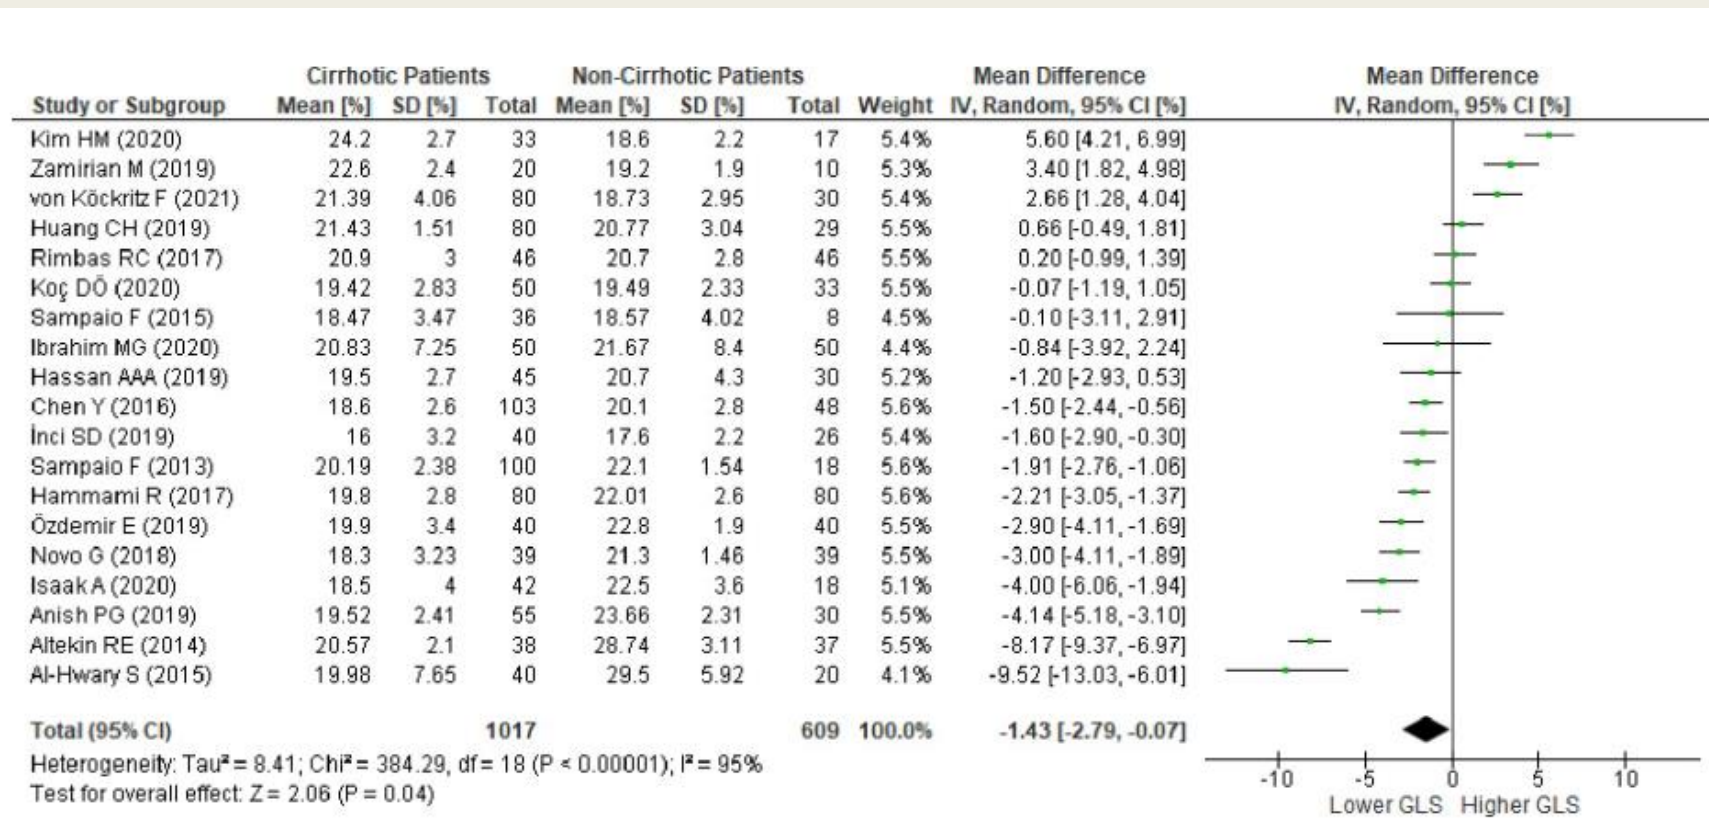 Cirrhotic Patients Non-Cirrhotic Patients Mean Difference Mean Difference
Study or Subgroup Mean [%] SD [%] Total Mean [%] SD [%] Total Weight IV, Random, 95% CI [%] IV, Random, 95% CI [%]
Kim HM (2020) 24.2 2.7 33 18.6 2.2 17 5.4% 5.60 [4.21, 6.99]
Zamirian M (2019) 22.6 2.4 20 19.2 1.9 10 5.3% 3.40 [1.82, 4.98]
von Köckritz F (2021) 21.39 4.06 80 18.73 2.95 30 5.4% 2.66 [1.28, 4.04]
Huang CH (2019) 21.43 1.51 80 20.77 3.04 29 5.5% 0.66 [-0.49, 1.81]
Rimbas RC (2017) 20.9 3 46 20.7 2.8 46 5.5% 0.20 [-0.99, 1.39]
Koç DÖ (2020) 19.42 2.83 50 19.49 2.33 33 5.5% -0.07 [-1.19, 1.05]
Sampaio F (2015) 18.47 3.47 36 18.57 4.02 8 4.5% -0.10 [-3.11, 2.91]
Ibrahim MG (2020) 20.83 7.25 50 21.67 8.4 50 4.4% -0.84 [-3.92, 2.24]
Hassan AAA (2019) 19.5 2.7 45 20.7 4.3 30 5.2% -1.20 [-2.93, 0.53]
Chen Y (2016) 18.6 2.6 103 20.1 2.8 48 5.6% -1.50 [-2.44, -0.56]
İnci SD (2019) 16 3.2 40 17.6 2.2 26 5.4% -1.60 [-2.90, -0.30]
Sampaio F (2013) 20.19 2.38 100 22.1 1.54 18 5.6% -1.91 [-2.76, -1.06]
Hammami R (2017) 19.8 2.8 80 22.01 2.6 80 5.6% -2.21 [-3.05, -1.37]
Özdemir E (2019) 19.9 3.4 40 22.8 1.9 40 5.5% -2.90 [-4.11, -1.69]
Novo G (2018) 18.3 3.23 39 21.3 1.46 39 5.5% -3.00 [-4.11, -1.89]
Isaak A (2020) 18.5 4 42 22.5 3.6 18 5.1% -4.00 [-6.06, -1.94]
Anish PG (2019) 19.52 2.41 55 23.66 2.31 30 5.5% -4.14 [-5.18, -3.10]
Altekin RE (2014) 20.57 2.1 38 28.74 3.11 37 5.5% -8.17 [-9.37, -6.97]
Al-Hwary S (2015) 19.98 7.65 40 29.5 5.92 20 4.1% -9.52 [-13.03, -6.01]
Total (95% CI) 1017 609 100.0% -1.43 [-2.79, -0.07]
Heterogeneity: Tau² = 8.41; Chi² = 384.29, df = 18 (P < 0.00001); I² = 95%
Test for overall effect: Z = 2.06 (P = 0.04)
-10 -5 0 5 10
Lower GLS Higher GLS